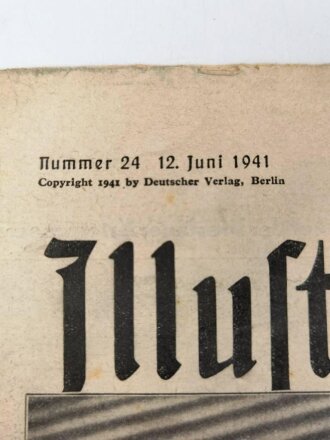 Nummer 24 12. Juni 1941
Copyright 1941 by Deutscher Verlag, Berlin
Illuſt